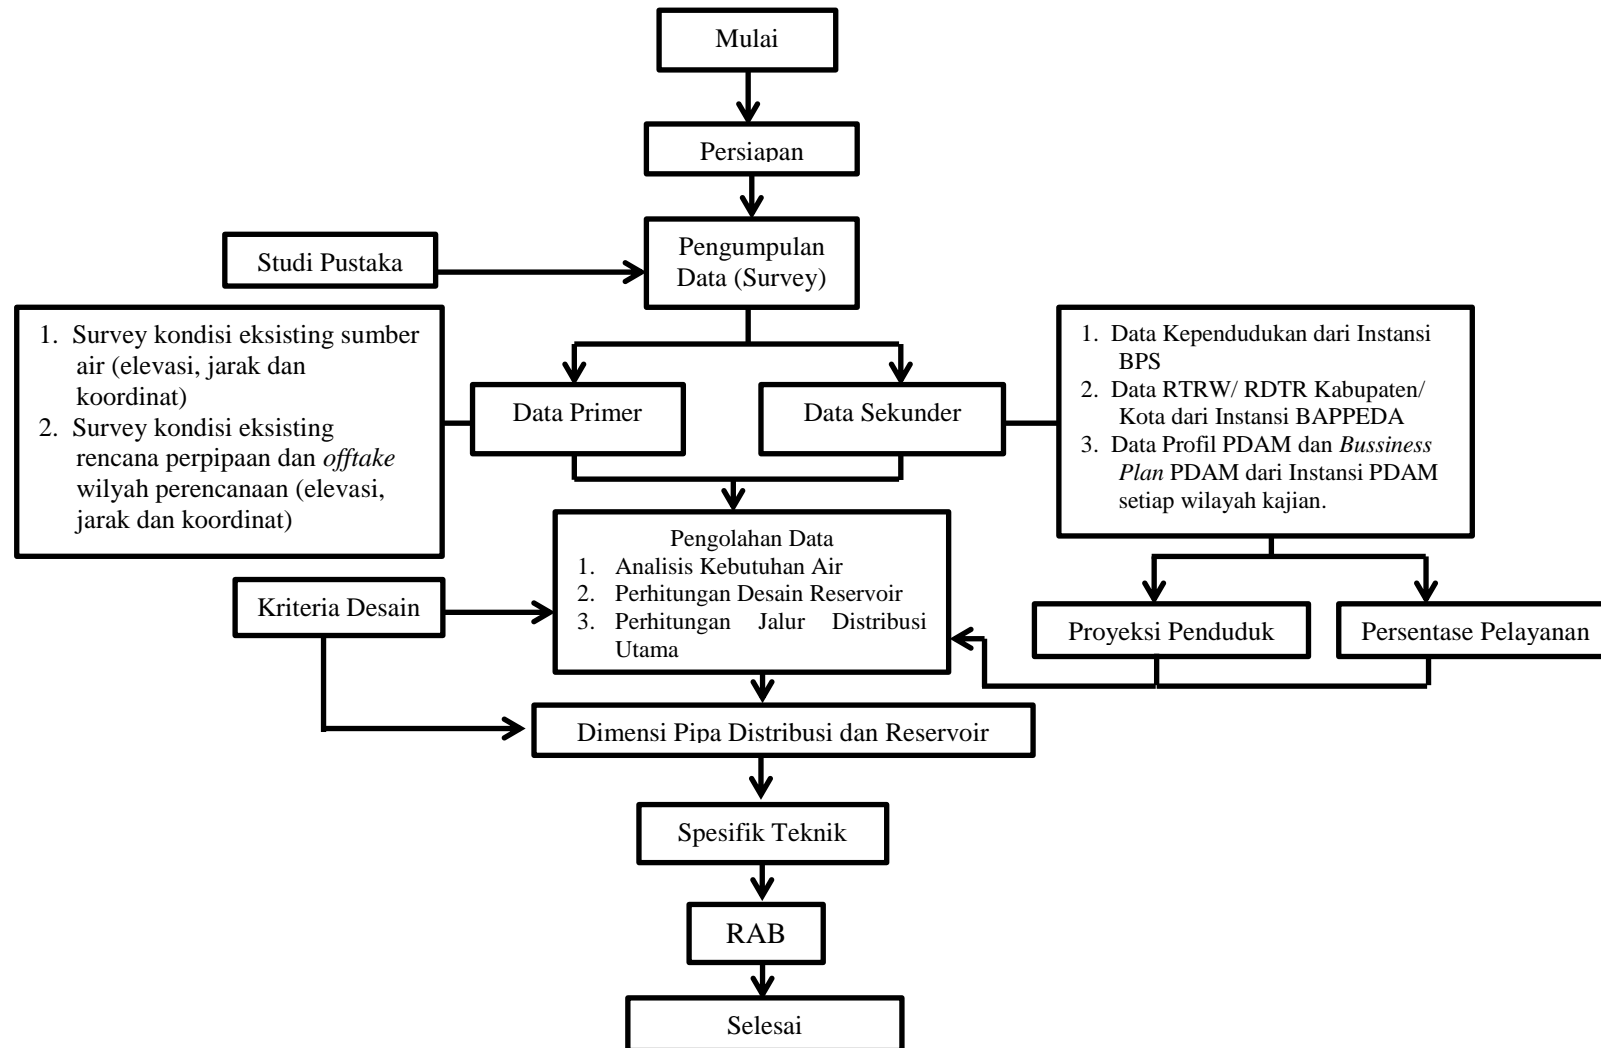 Mulai
Persiapan
Pengumpulan
Data (Survey)
Studi Pustaka
1. Survey kondisi eksisting sumber
air (elevasi, jarak dan
koordinat)
2. Survey kondisi eksisting
rencana perpipaan dan offtake
wilyah perencanaan (elevasi,
jarak dan koordinat)
Data Primer
Data Sekunder
1. Data Kependudukan dari Instansi
BPS
2. Data RTRW/ RDTR Kabupaten/
Kota dari Instansi BAPPEDA
3. Data Profil PDAM dan Bussiness
Plan PDAM dari Instansi PDAM
setiap wilayah kajian.
Pengolahan Data
1. Analisis Kebutuhan Air
2. Perhitungan Desain Reservoir
3. Perhitungan Jalur Distribusi
Utama
Kriteria Desain
Proyeksi Penduduk
Persentase Pelayanan
Dimensi Pipa Distribusi dan Reservoir
Spesifik Teknik
RAB
Selesai